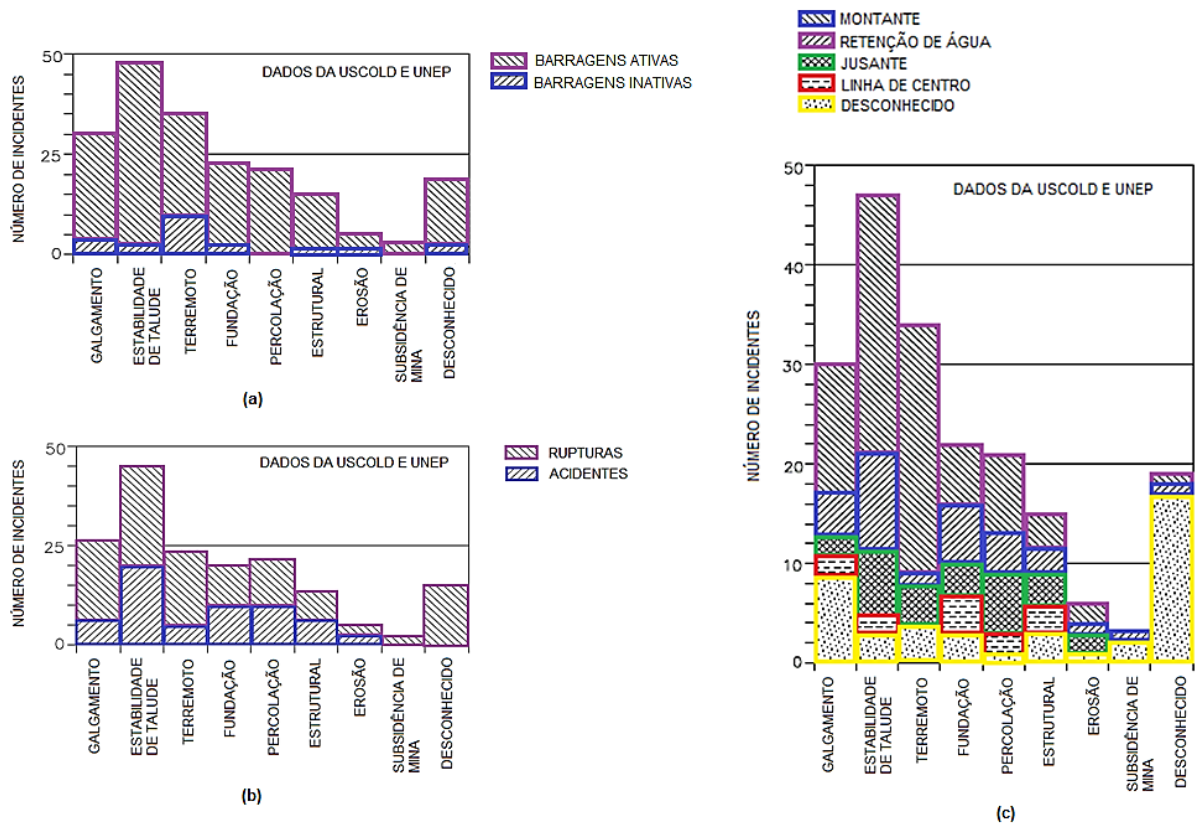 50
25
0
NÚMERO DE INCIDENTES
DADOS DA USCOLD E UNEP
BARRAGENS ATIVAS
BARRAGENS INATIVAS
GALGAMENTO
ESTABILIDADE
DE TALUDE
TERREMOTO
FUNDAÇÃO
PERCOLAÇÃO
ESTRUTURAL
EROSÃO
SUBSIDÊNCIA DE
MINA
DESCONHECIDO
(a)
50
25
0
NÚMERO DE INCIDENTES
DADOS DA USCOLD E UNEP
RUPTURAS
ACIDENTES
GALGAMENTO
ESTABILIDADE
DE TALUDE
TERREMOTO
FUNDAÇÃO
PERCOLAÇÃO
ESTRUTURAL
EROSÃO
SUBSIDÊNCIA DE
MINA
DESCONHECIDO
(b)
MONTANTE
RETENÇÃO DE ÁGUA
JUSANTE
LINHA DE CENTRO
DESCONHECIDO
50
40
30
20
10
0
NÚMERO DE INCIDENTES
DADOS DA USCOLD E UNEP
GALGAMENTO
ESTABILIDADE
DE TALUDE
TERREMOTO
FUNDAÇÃO
PERCOLAÇÃO
ESTRUTURAL
EROSÃO
SUBSIDÊNCIA DE
MINA
DESCONHECIDO
(c)